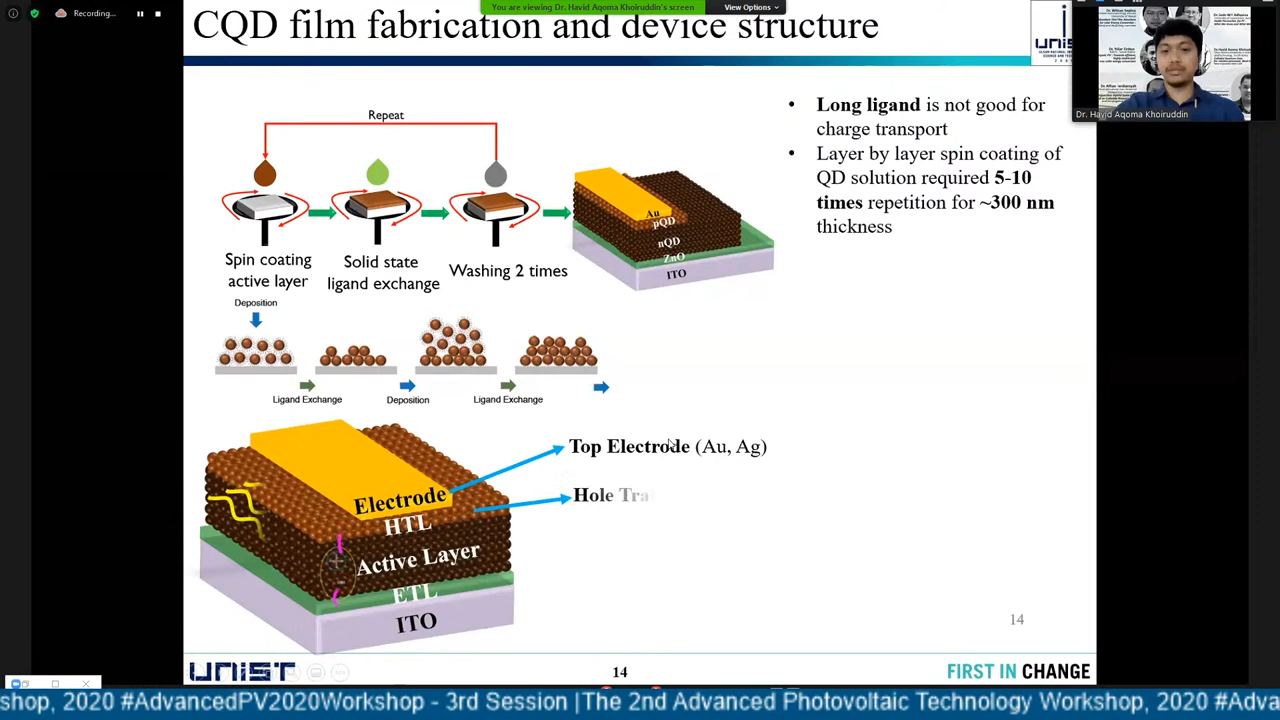 Recording...
You are viewing Dr. Havid Aqoma Khoiruddin's screen
View Options
CQD film fabrication and device structure
Dr. Havid Aqoma Khoiruddin
Repeat
Spin coating
active layer
Solid state
ligand exchange
Washing 2 times
Au
pQD
nQD
ZnO
ITO
• Long ligand is not good for
charge transport
• Layer by layer spin coating of
QD solution required 5-10
times repetition for ~300 nm
thickness
Deposition
Ligand Exchange
Deposition
Ligand Exchange
Electrode
HTL
Active Layer
ETL
ITO
+
-
Top Electrode (Au, Ag)
Hole Tra
14
UNIST
14
FIRST IN CHANGE
shop, 2020 #AdvancedPV2020Workshop - 3rd Session |The 2nd Advanced Photovoltaic Technology Workshop, 2020 #Adva